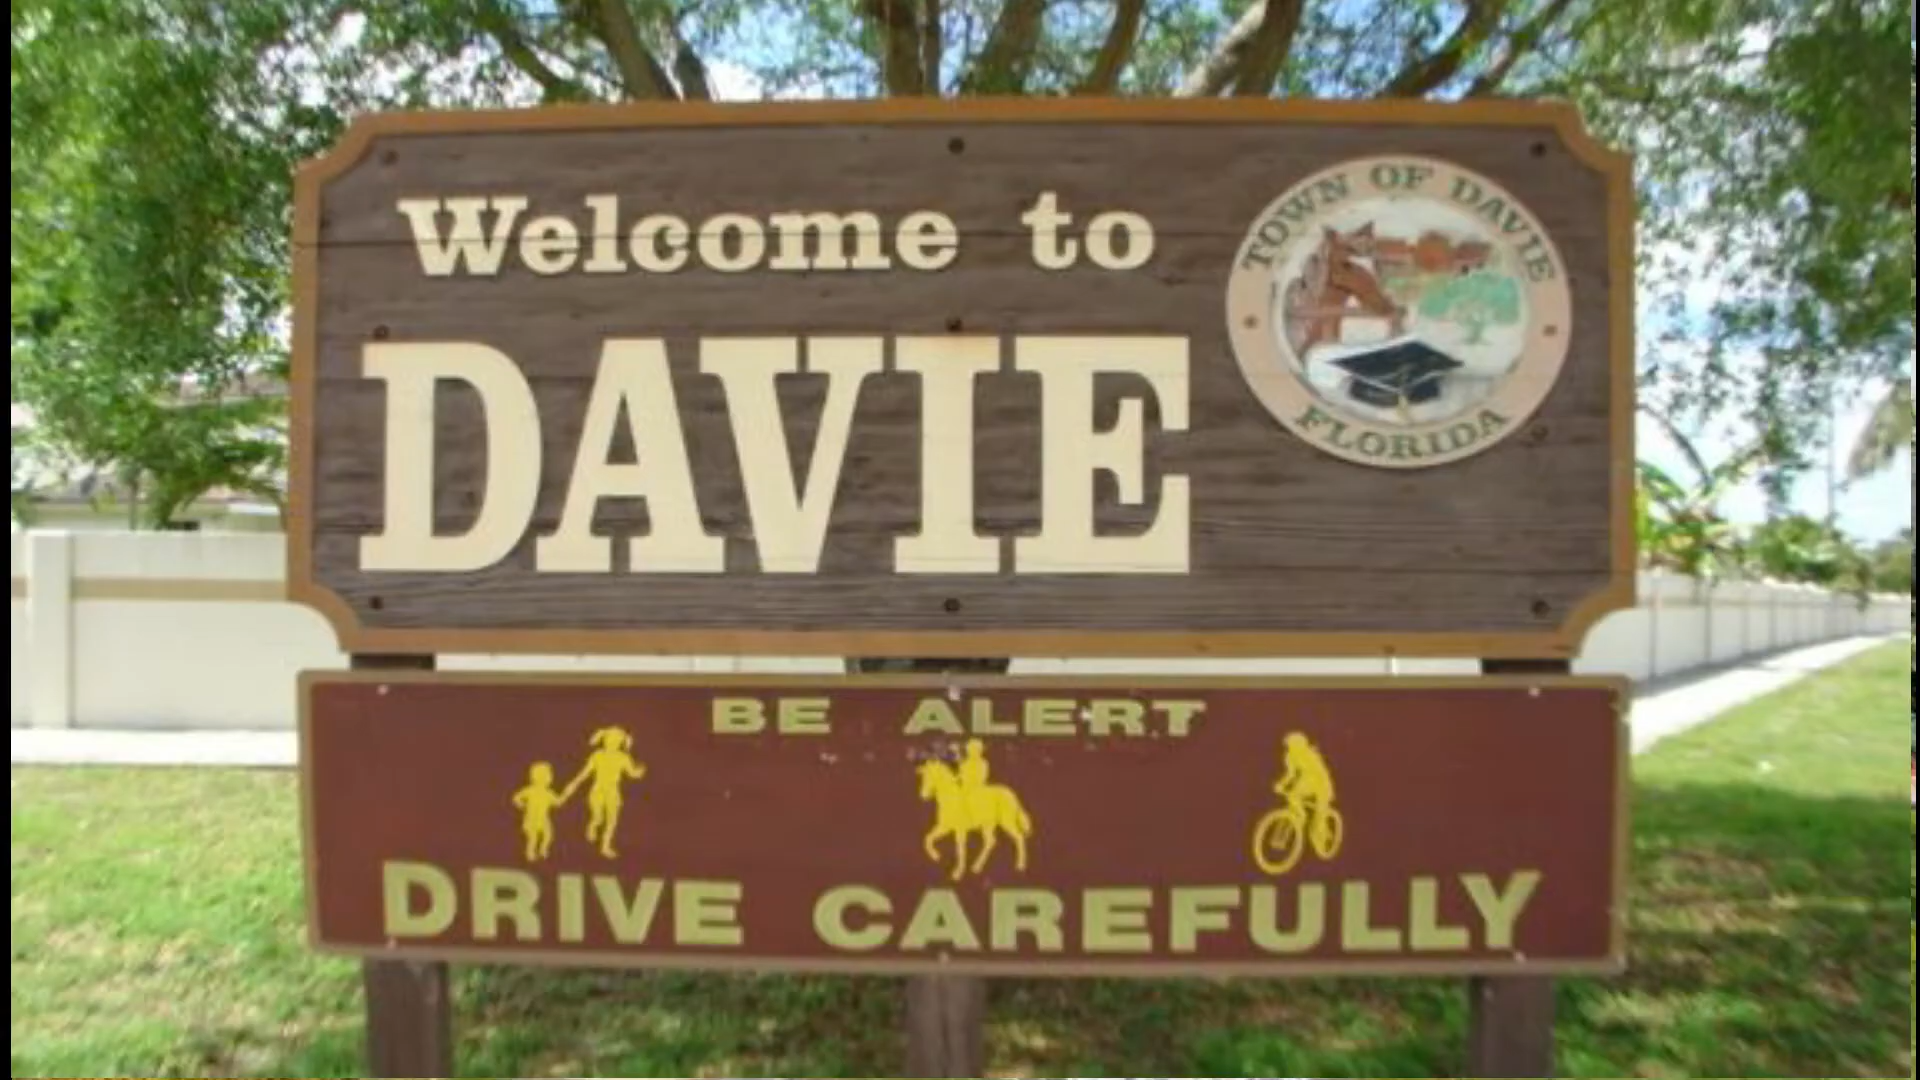 Welcome to
DAVIE
TOWN OF DAVIE
FLORIDA
BE ALERT
DRIVE CAREFULLY